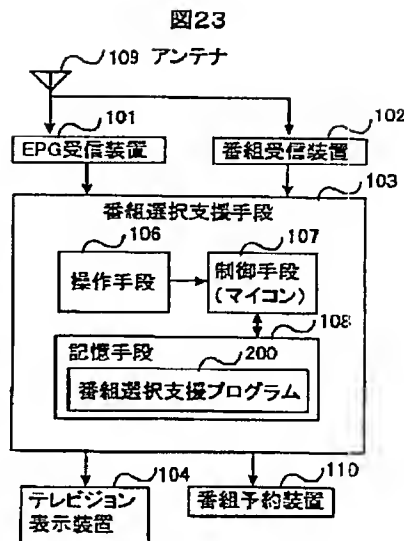 図23
109 アンテナ
101
102
EPG受信装置
番組受信装置
103
番組選択支援手段
106
107
操作手段
制御手段
(マイコン)
108
記憶手段
200
番組選択支援プログラム
104
110
テレビジョン
表示装置
番組予約装置